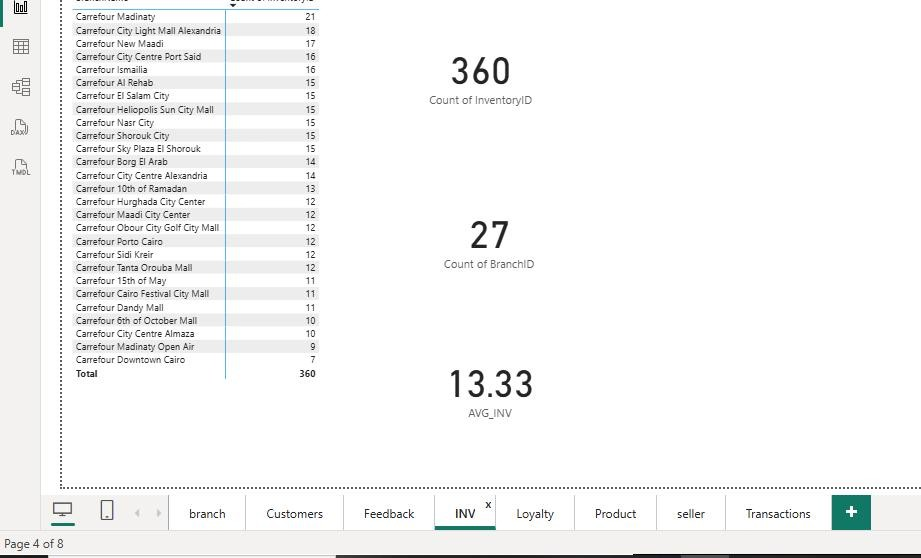 Carrefour Madinaty 21
Carrefour City Light Mall Alexandria 18
Carrefour New Maadi 17
Carrefour City Centre Port Said 16
Carrefour Ismailia 16
Carrefour Al Rehab 15
Carrefour El Salam City 15
Carrefour Heliopolis Sun City Mall 15
Carrefour Nasr City 15
Carrefour Shorouk City 15
Carrefour Sky Plaza El Shorouk 15
Carrefour Borg El Arab 14
Carrefour City Centre Alexandria 14
Carrefour 10th of Ramadan 13
Carrefour Hurghada City Center 12
Carrefour Maadi City Center 12
Carrefour Obour City Golf City Mall 12
Carrefour Porto Cairo 12
Carrefour Sidi Kreir 12
Carrefour Tanta Orouba Mall 12
Carrefour 15th of May 11
Carrefour Cairo Festival City Mall 11
Carrefour Dandy Mall 11
Carrefour 6th of October Mall 10
Carrefour City Centre Almaza 10
Carrefour Madinaty Open Air 9
Carrefour Downtown Cairo 7
Total 360
360
Count of InventoryID
27
Count of BranchID
13.33
AVG_INV
DAX
TMDL
branch Customers Feedback INV x Loyalty Product seller Transactions +
Page 4 of 8